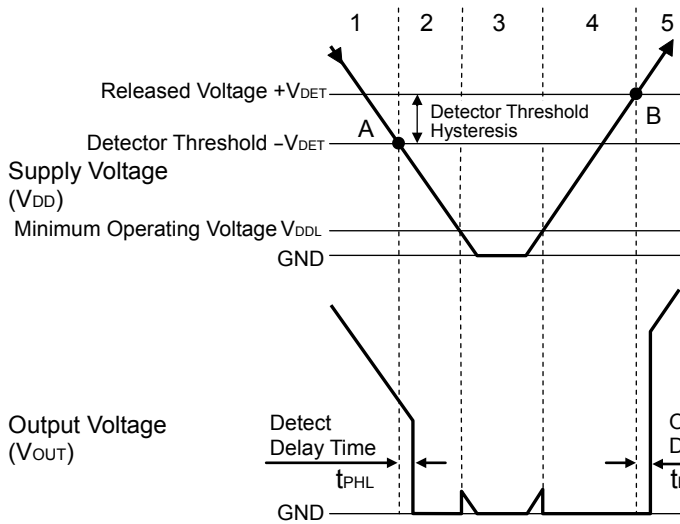 1 2 3 4 5
Released Voltage +VDET
Detector Threshold
Hysteresis
A
B
Detector Threshold –VDET
Supply Voltage
(VDD)
Minimum Operating Voltage VDDL
GND
Output Voltage
(VOUT)
Detect
Delay Time
tPHL
GND